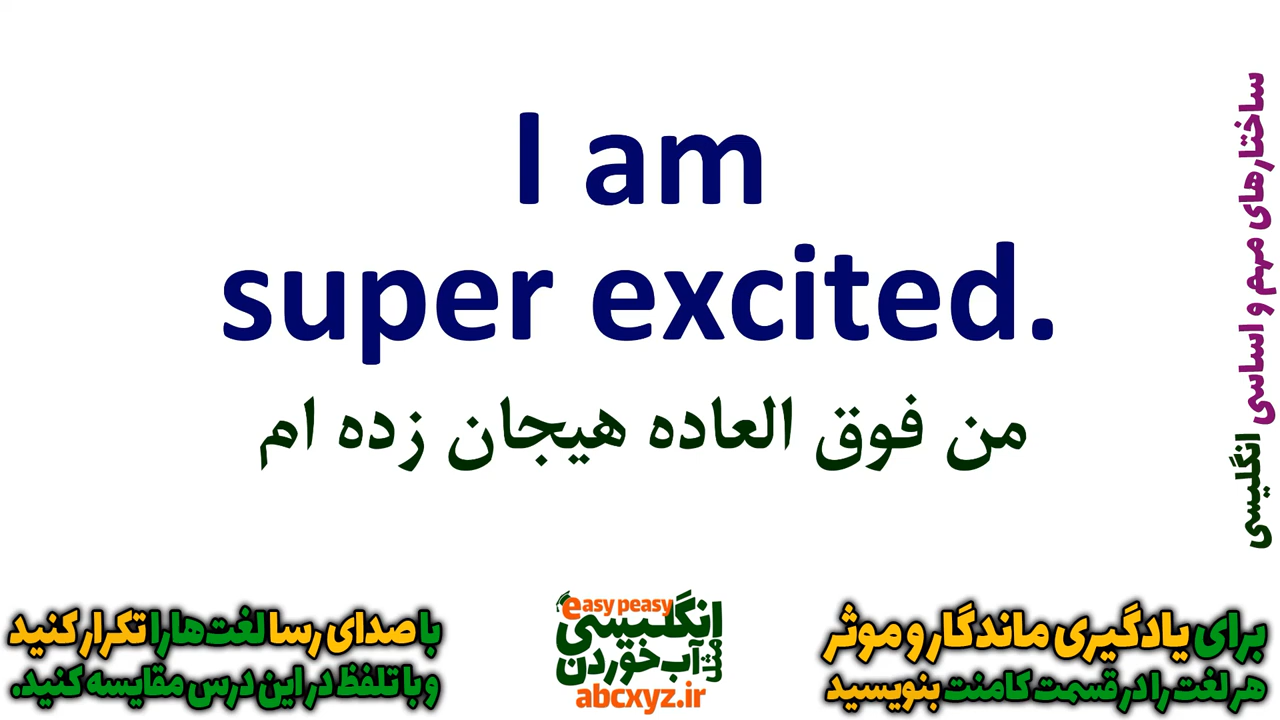 I am
super excited.
من فوق العاده هیجان زده ام
ساختارهای مهم و اساسی انگلیسی
برای یادگیری ماندگار و موثر
هر لغت را در قسمت کامنت بنویسید
easy peasy
انگلیسی
مثل آب خوردن
abcxyz.ir
با صدای رسا لغت‌ها را تکرار کنید
و با تلفظ در این درس مقایسه کنید.